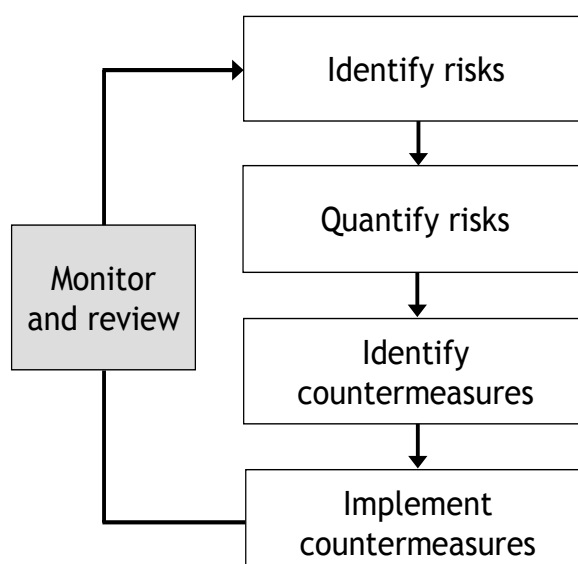 Identify risks
Quantify risks
Monitor
and review
Identify
countermeasures
Implement
countermeasures